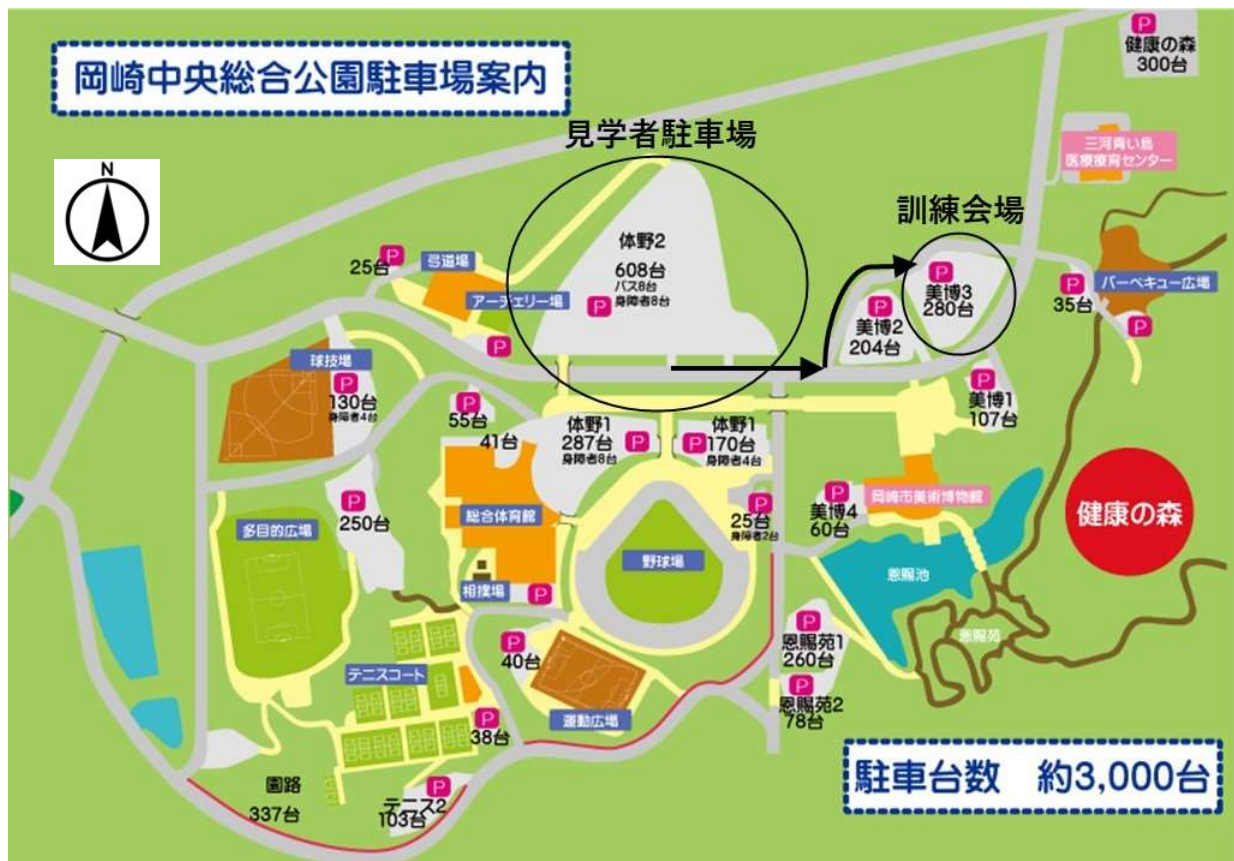 岡崎中央総合公園駐車場案内
N
P
健康の森
300台
見学者駐車場
三河青い鳥
医療療育センター
訓練会場
体野2
608台
バス8台
身障者8台
P
25台
P
弓道場
アーチェリー場
P
P
美博3
280台
P
美博2
204台
P
35台
バーベキュー広場
P
球技場
P
130台
身障者4台
P
55台
41台
体野1
287台
身障者8台
P
体野1
170台
身障者4台
P
P
美博1
107台
P
250台
多目的広場
総合体育館
野球場
P
25台
身障者2台
P
美博4
60台
岡崎市美術博物館
健康の森
恩賜池
恩賜苑
相撲場
P
P
40台
運動広場
テニスコート
P
38台
P
恩賜苑1
260台
P
恩賜苑2
78台
園路
337台
P
テニス2
103台
駐車台数 約3,000台